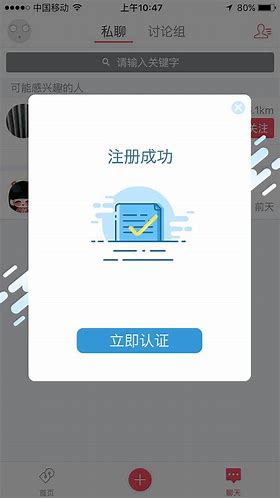 中国移动
上午10:47
80%
私聊 讨论组
请输入关键字
可能感兴趣的人
.1km
关注
注册成功
前天
立即认证
首页
聊天